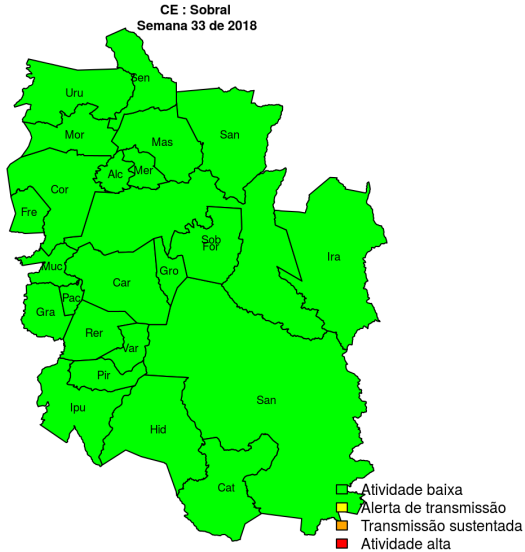 CE : Sobral
Semana 33 de 2018
Sen
Uru
Mor
Mas
San
Alc
Mer
Cor
Fre
Sob
For
Ira
Muc
Gro
Car
Pac
Gra
Rer
Var
Pir
San
Ipu
Hid
Cat
Atividade baixa
Alerta de transmissão
Transmissão sustentada
Atividade alta